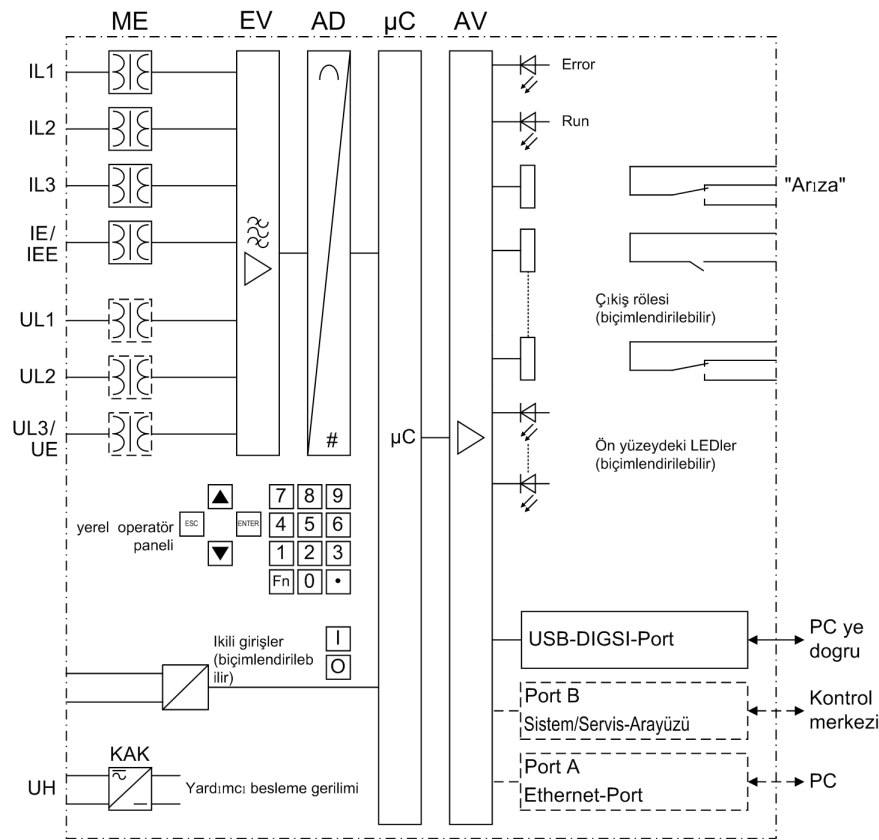 ME EV AD µC AV
IL1
Error
IL2
Run
IL3
"Arıza"
IE/
IEE
Çıkiş rölesi
(biçimlendirilebilir)
UL1
UL2
UL3/
UE
#
µC
Ön yüzeydeki LEDler
(biçimlendirilebilir)
yerel operatör
paneli
ESC
ENTER
7 8 9
4 5 6
1 2 3
Fn 0 •
Ikili girişler
(biçimlendirileb
ilir)
I
O
USB-DIGSI-Port
PC ye
dogru
Port B
Sistem/Servis-Arayüzü
Kontrol
merkezi
KAK
UH
Yardımcı besleme gerilimi
Port A
Ethernet-Port
PC